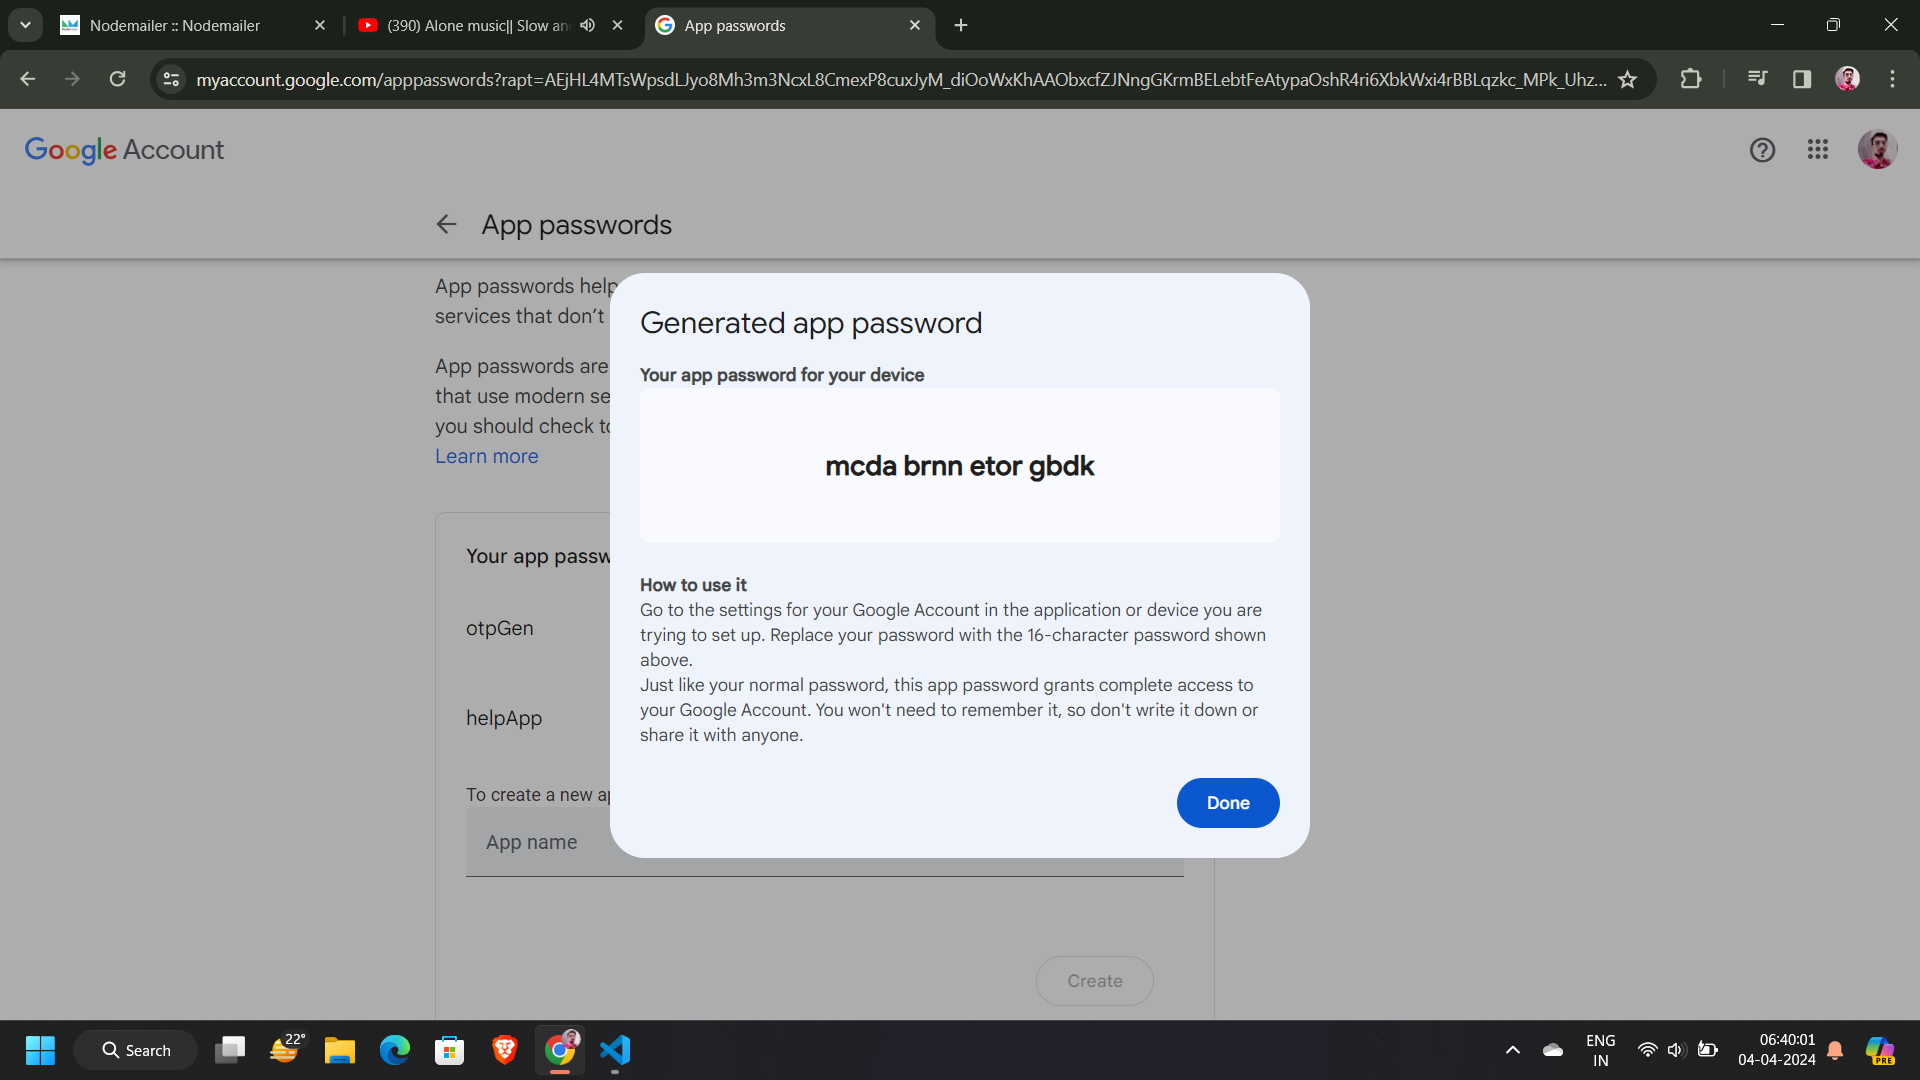 Nodemailer :: Nodemailer
(390) Alone music|| Slow an
App passwords
myaccount.google.com/apppasswords?rapt=AEjHL4MTsWpsdLJyo8Mh3m3NcxL8CmexP8cuxJyM_diOoWxKhAAObxcfZJNngGKrmBELebtFeAtypaOshR4ri6XbkWxi4rBBLqzkc_MPk_Uhz...
Google Account
App passwords
App passwords help
services that don't
App passwords are
that use modern se
you should check to
Learn more
Your app passw
otpGen
helpApp
To create a new ap
App name
Create
Generated app password
Your app password for your device
mcda brnn etor gbdk
How to use it
Go to the settings for your Google Account in the application or device you are
trying to set up. Replace your password with the 16-character password shown
above.
Just like your normal password, this app password grants complete access to
your Google Account. You won't need to remember it, so don't write it down or
share it with anyone.
Done
Search
22°
ENG
IN
06:40:01
04-04-2024
PRE